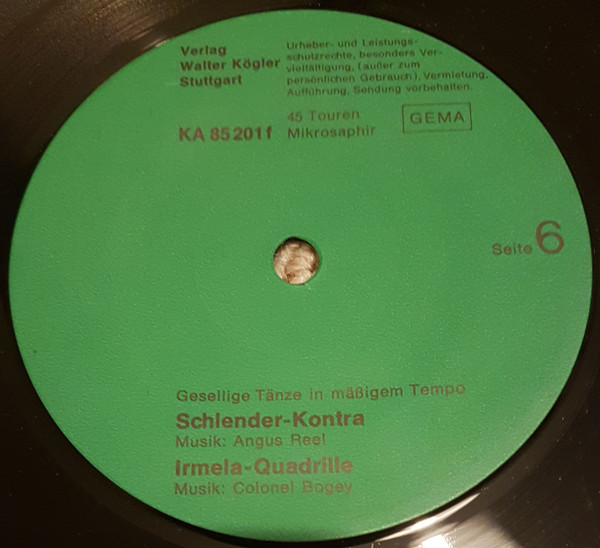 Verlag
Walter Kögler
Stuttgart
Urheber- und Leistungs-
schutzrechte, besonders Ver-
vielfältigung, (außer zum
persönlichen Gebrauch), Vermietung,
Aufführung, Sendung vorbehalten.
KA 85 201 f
45 Touren
Mikrosaphir
GEMA
Seite 6
Gesellige Tänze in mäßigem Tempo
Schlender-Kontra
Musik: Angus Reel
Irmela-Quadrille
Musik: Colonel Bogey